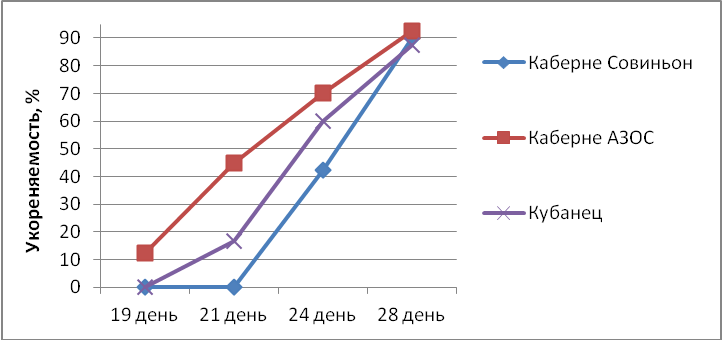 Укореняемость, %
90
80
70
60
50
40
30
20
10
0
19 день
21 день
24 день
28 день
Каберне Совиньон
Каберне АЗОС
Кубанец